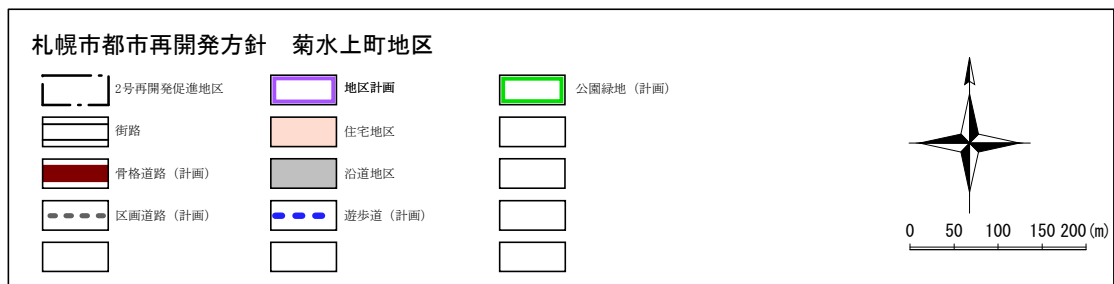 札幌市都市再開発方針　菊水上町地区
2号再開発促進地区
地区計画
公園緑地（計画）
街路
住宅地区
骨格道路（計画）
沿道地区
区画道路（計画）
遊歩道（計画）
0 50 100 150 200 (m)